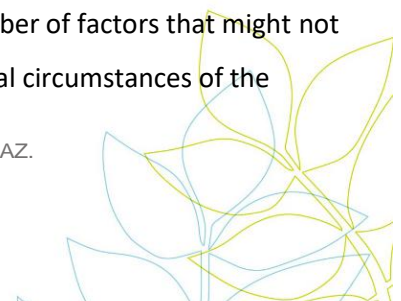 ber of factors that might not
al circumstances of the
AZ.